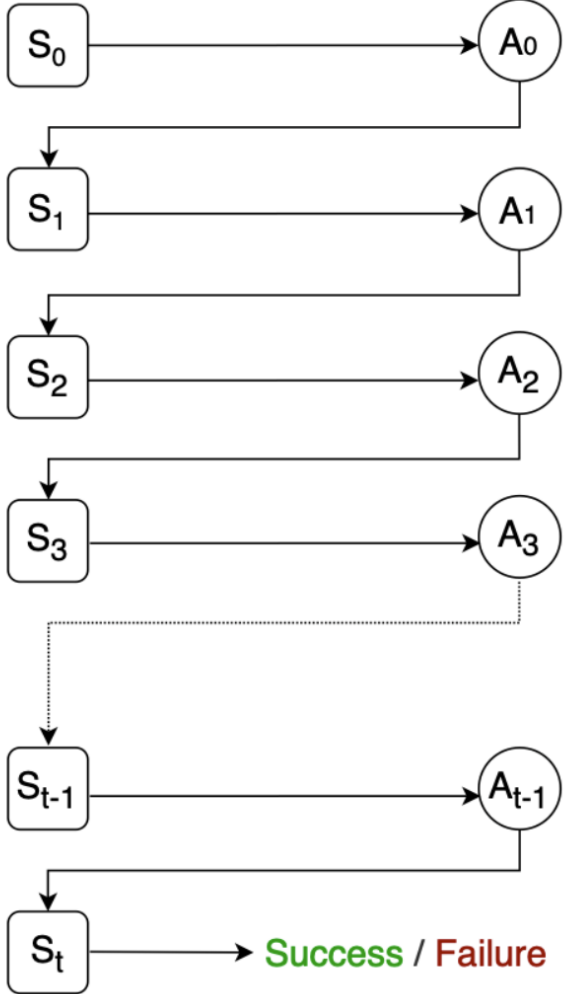 S₀ A₀
S₁ A₁
S₂ A₂
S₃ A₃
Sₜ₋₁ Aₜ₋₁
Sₜ Success / Failure